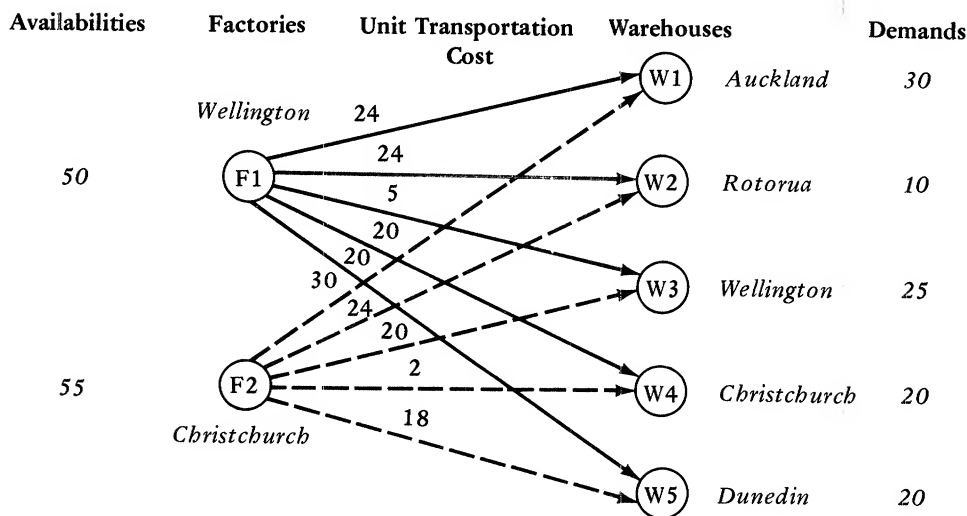 Availabilities Factories Unit Transportation Warehouses Demands
Cost
W1 Auckland 30
Wellington 24
24
50 F1 W2 Rotorua 10
5
20
20
30 W3 Wellington 25
24
20
2
55 F2 W4 Christchurch 20
18
Christchurch
W5 Dunedin 20